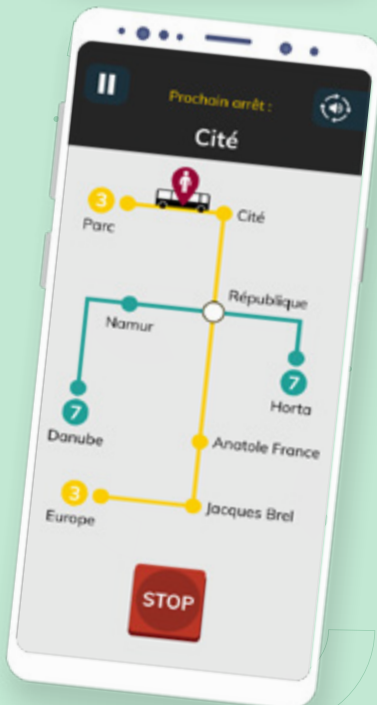 Prochain arrêt :
Cité
3
Parc
Cité
République
Namur
7
Horta
7
Danube
Anatole France
3
Europe
Jacques Brel
STOP